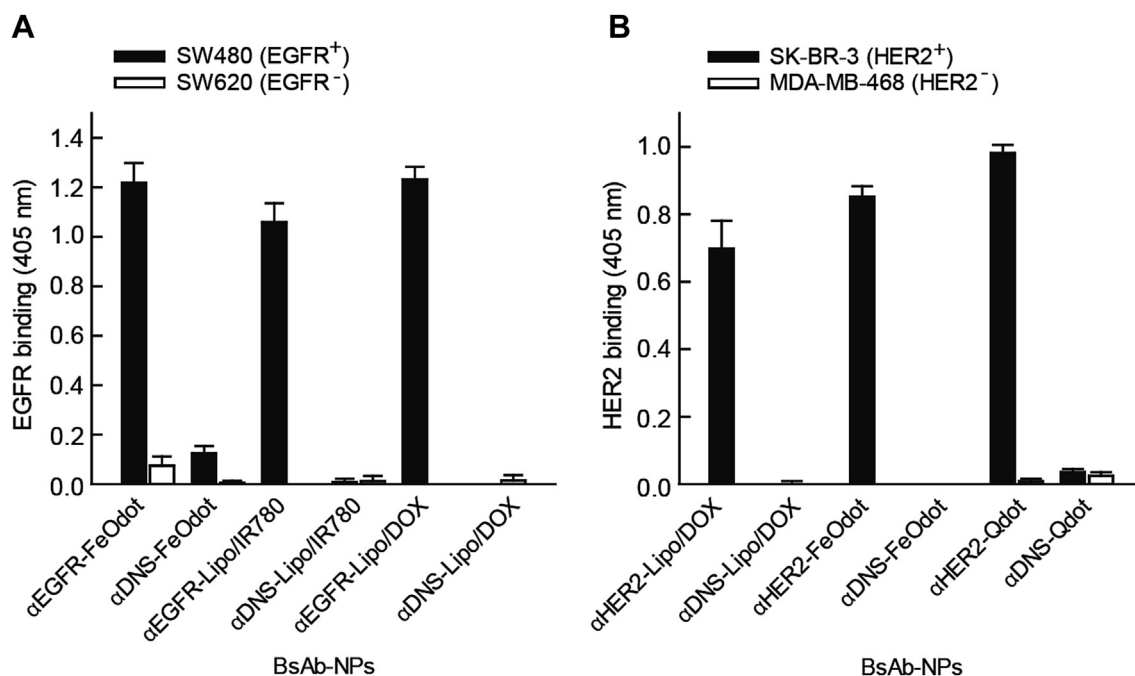 A
SW480 (EGFR+)
SW620 (EGFR-)
EGFR binding (405 nm)
1.4
1.2
1.0
1.2
0.6
0.4
0.2
0.0
αEGFR-FeOdot
αDNS-FeOdot
αEGFR-Lipo/IR780
αDNS-Lipo/IR780
αEGFR-Lipo/DOX
αDNS-Lipo/DOX
BsAb-NPs
B
SK-BR-3 (HER2+)
MDA-MB-468 (HER2-)
HER2 binding (405 nm)
1.0
0.8
0.6
0.4
0.2
0.0
αHER2-Lipo/DOX
αDNS-Lipo/DOX
αHER2-FeOdot
αDNS-FeOdot
αHER2-Qdot
αDNS-Qdot
BsAb-NPs